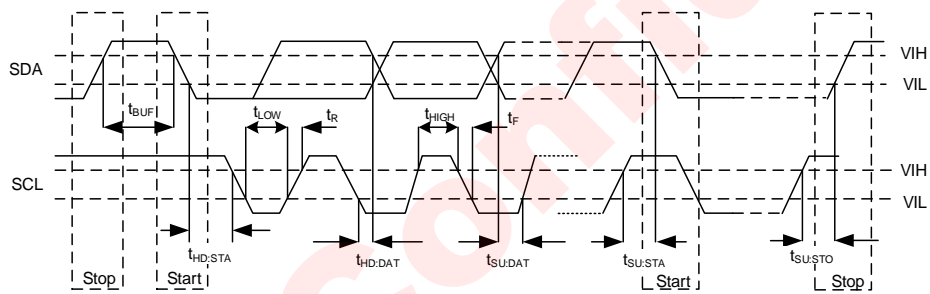 SDA
VIH
VIL
tBUF
tLOW
tR
tHIGH
tF
SCL
VIH
VIL
tHD:STA
tHD:DAT
tSU:DAT
tSU:STA
tSU:STO
Stop
Start
Start
Stop